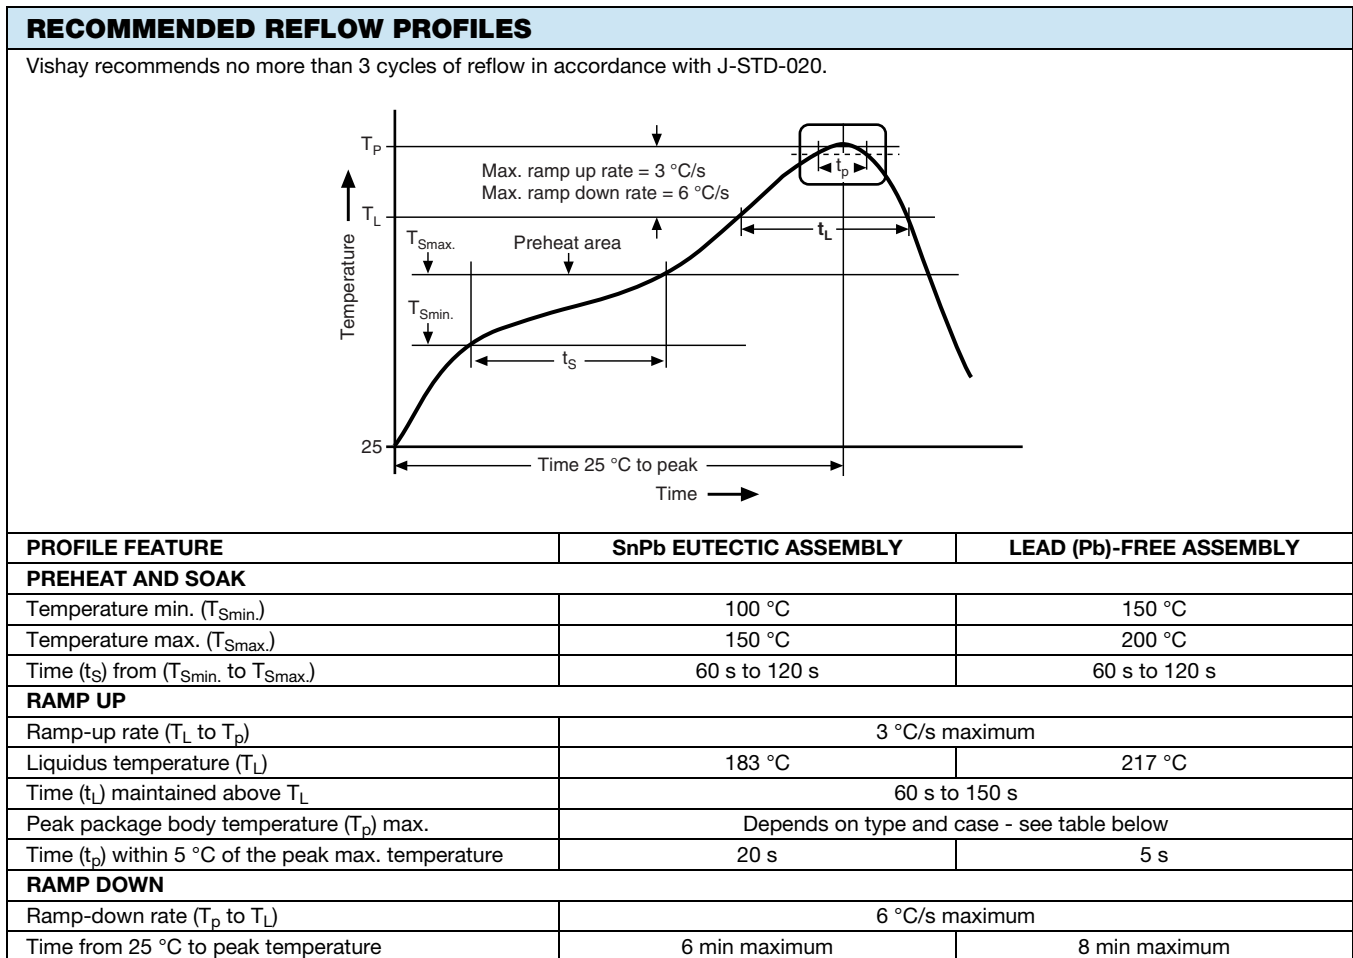 RECOMMENDED REFLOW PROFILES
Vishay recommends no more than 3 cycles of reflow in accordance with J-STD-020.
TP
Max. ramp up rate = 3 °C/s
Max. ramp down rate = 6 °C/s
tp
TL
tL
TSmax.
Preheat area
Temperature
TSmin.
tS
25
Time 25 °C to peak
Time
PROFILE FEATURE SnPb EUTECTIC ASSEMBLY LEAD (Pb)-FREE ASSEMBLY
PREHEAT AND SOAK
Temperature min. (TSmin.) 100 °C 150 °C
Temperature max. (TSmax.) 150 °C 200 °C
Time (tS) from (TSmin. to TSmax.) 60 s to 120 s 60 s to 120 s
RAMP UP
Ramp-up rate (TL to Tp) 3 °C/s maximum
Liquidus temperature (TL) 183 °C 217 °C
Time (tL) maintained above TL 60 s to 150 s
Peak package body temperature (Tp) max. Depends on type and case - see table below
Time (tp) within 5 °C of the peak max. temperature 20 s 5 s
RAMP DOWN
Ramp-down rate (Tp to TL) 6 °C/s maximum
Time from 25 °C to peak temperature 6 min maximum 8 min maximum